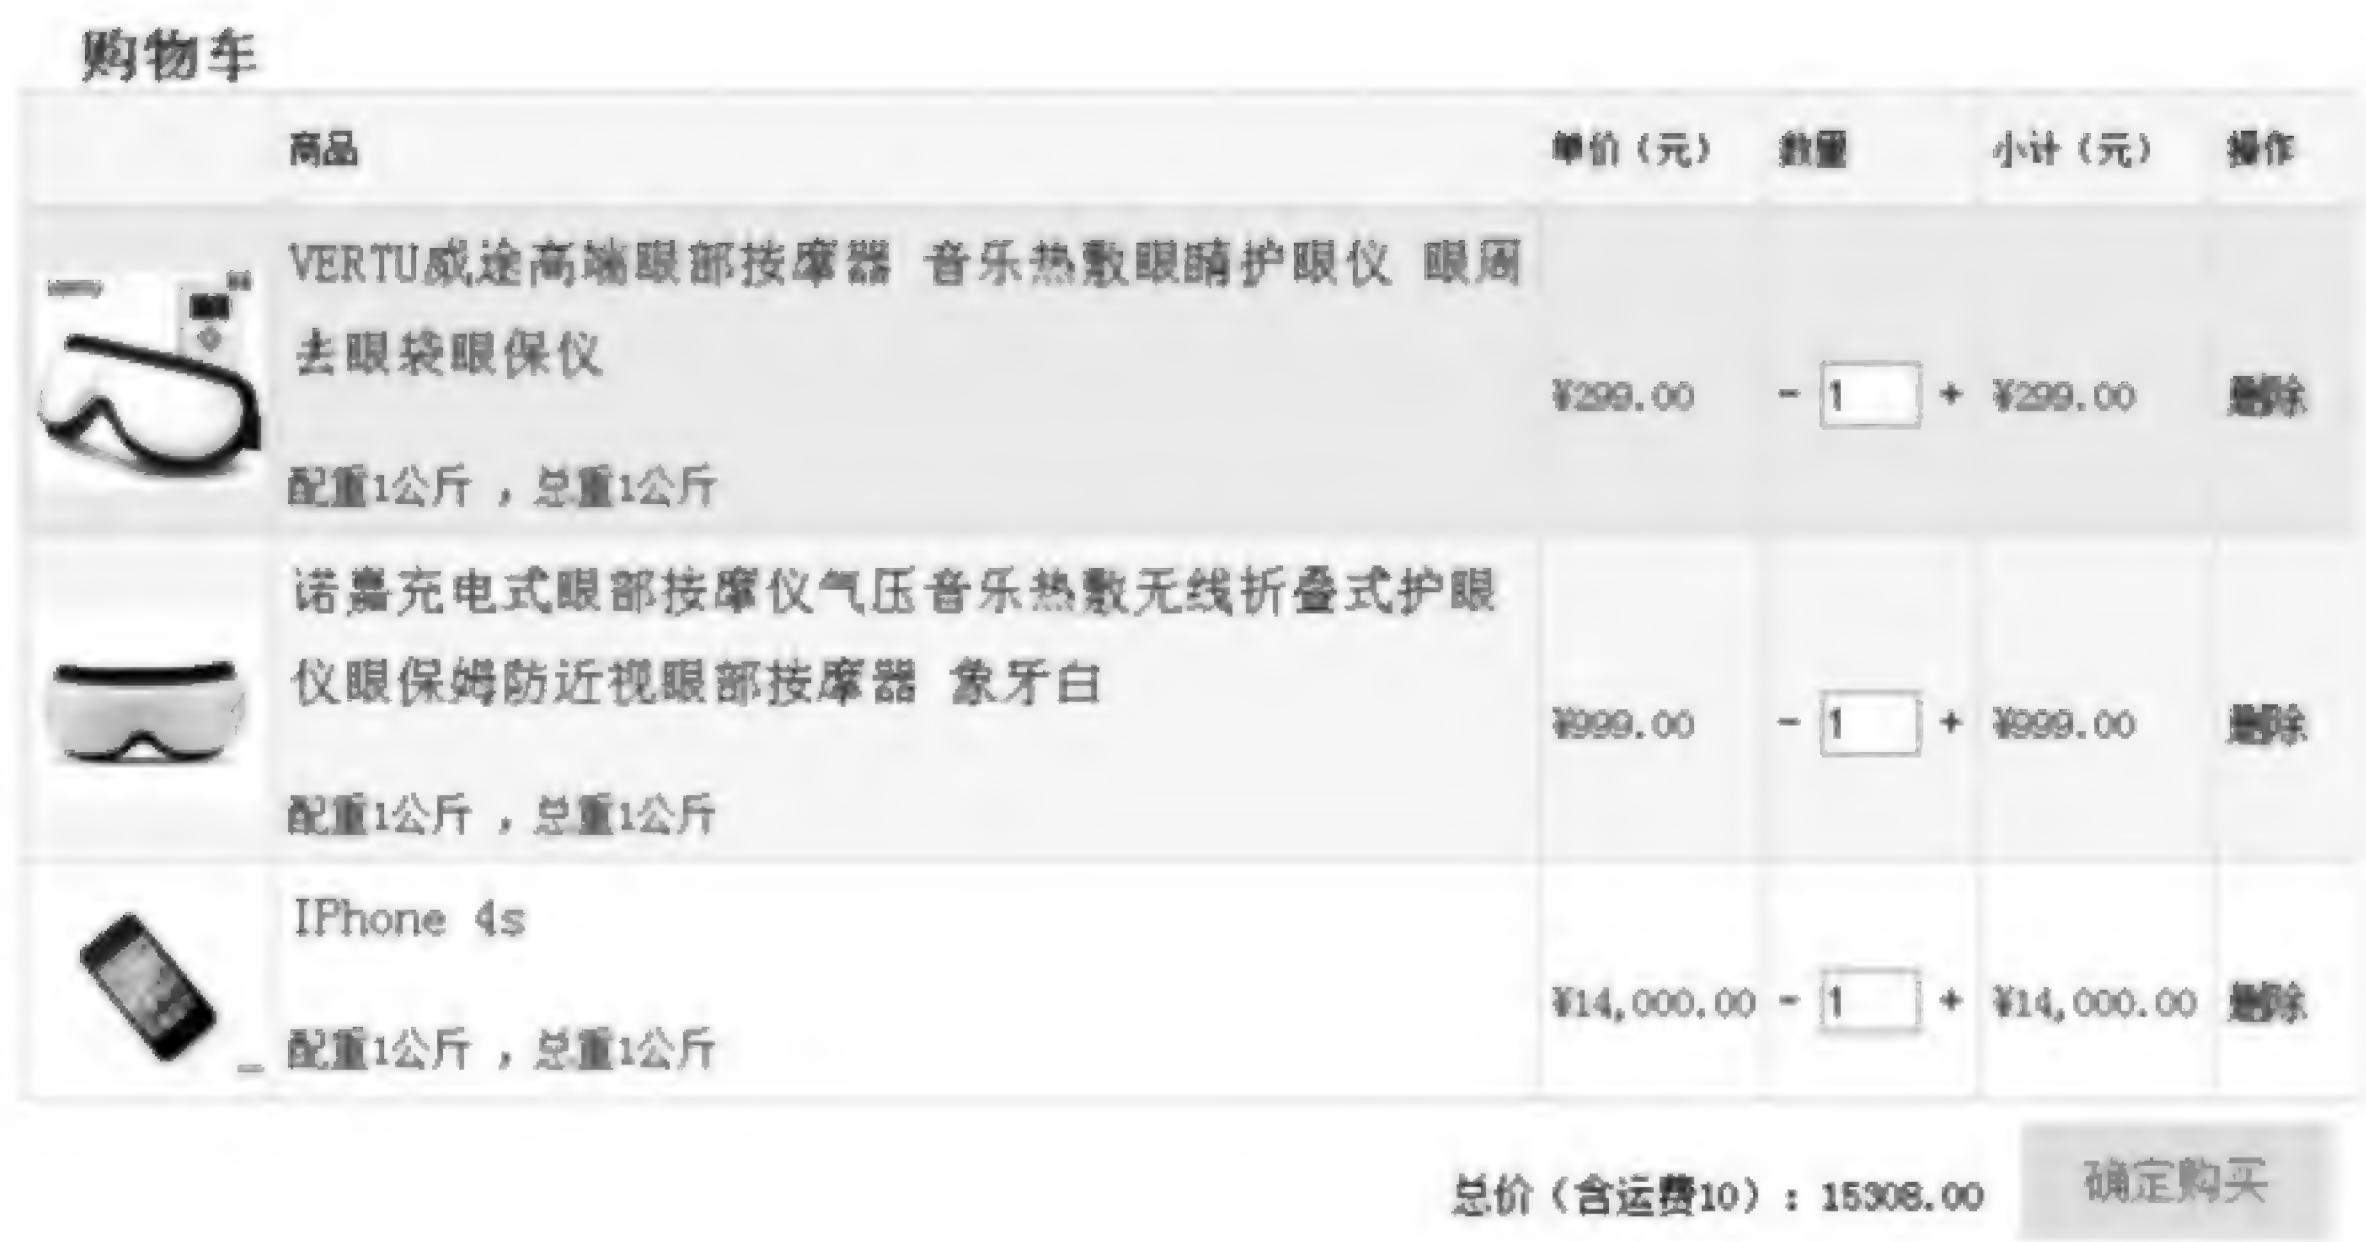 购物车
商品 单价（元） 数量 小计（元） 操作
VERTU威途高端眼部按摩器 音乐热敷眼睛护眼仪 眼周
去眼袋眼保仪
¥299.00 - 1 + ¥299.00 删除
配重1公斤 ，总重1公斤
诺嘉充电式眼部按摩仪气压音乐热敷无线折叠式护眼
仪眼保姆防近视眼部按摩器 象牙白
¥999.00 - 1 + ¥999.00 删除
配重1公斤 ，总重1公斤
IPhone 4s
¥14,000.00 - 1 + ¥14,000.00 删除
配重1公斤 ，总重1公斤
总价（含运费10）: 15308.00 确定购买